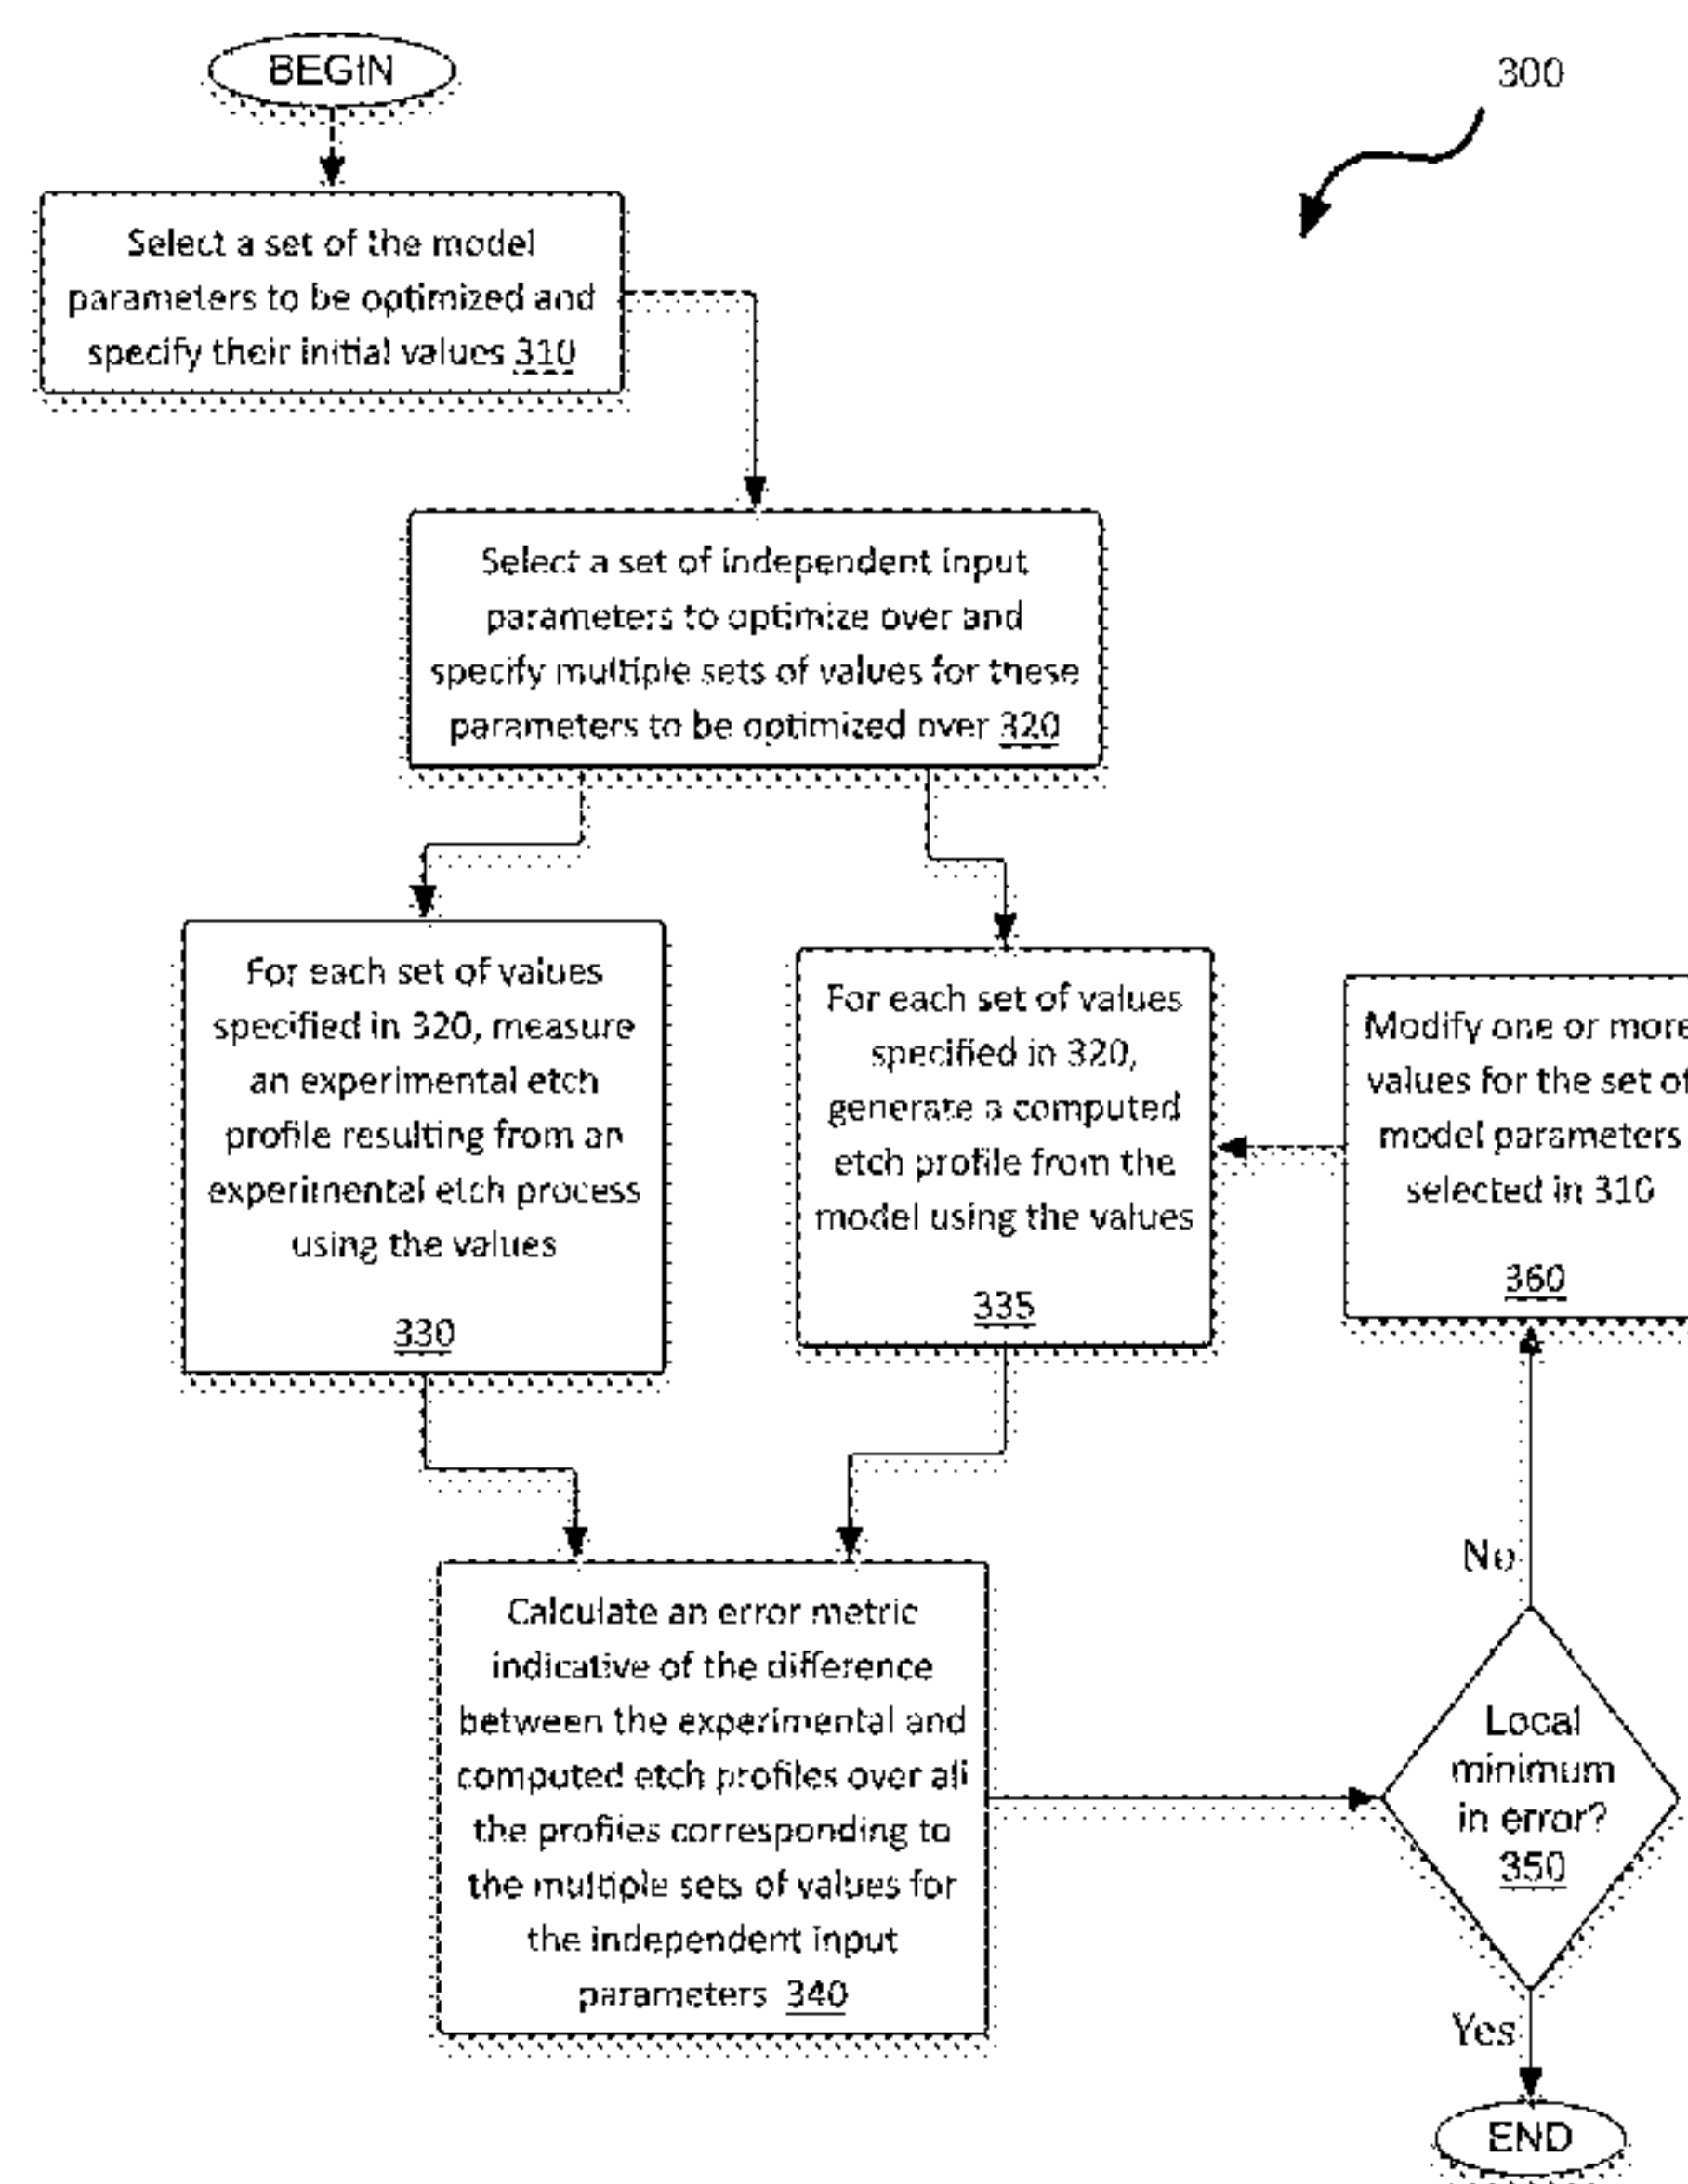 BEGIN
300
Select a set of the model
parameters to be optimized and
specify their initial values 310
Select a set of independent input
parameters to optimize over and
specify multiple sets of values for these
parameters to be optimized over 320
For each set of values
specified in 320, measure
an experimental etch
profile resulting from an
experimental etch process
using the values
330
For each set of values
specified in 320,
generate a computed
etch profile from the
model using the values
335
Modify one or more
values for the set of
model parameters
selected in 310
360
Calculate an error metric
indicative of the difference
between the experimental and
computed etch profiles over all
the profiles corresponding to
the multiple sets of values for
the independent input
parameters 340
No
Local
minimum
in error?
350
Yes
END